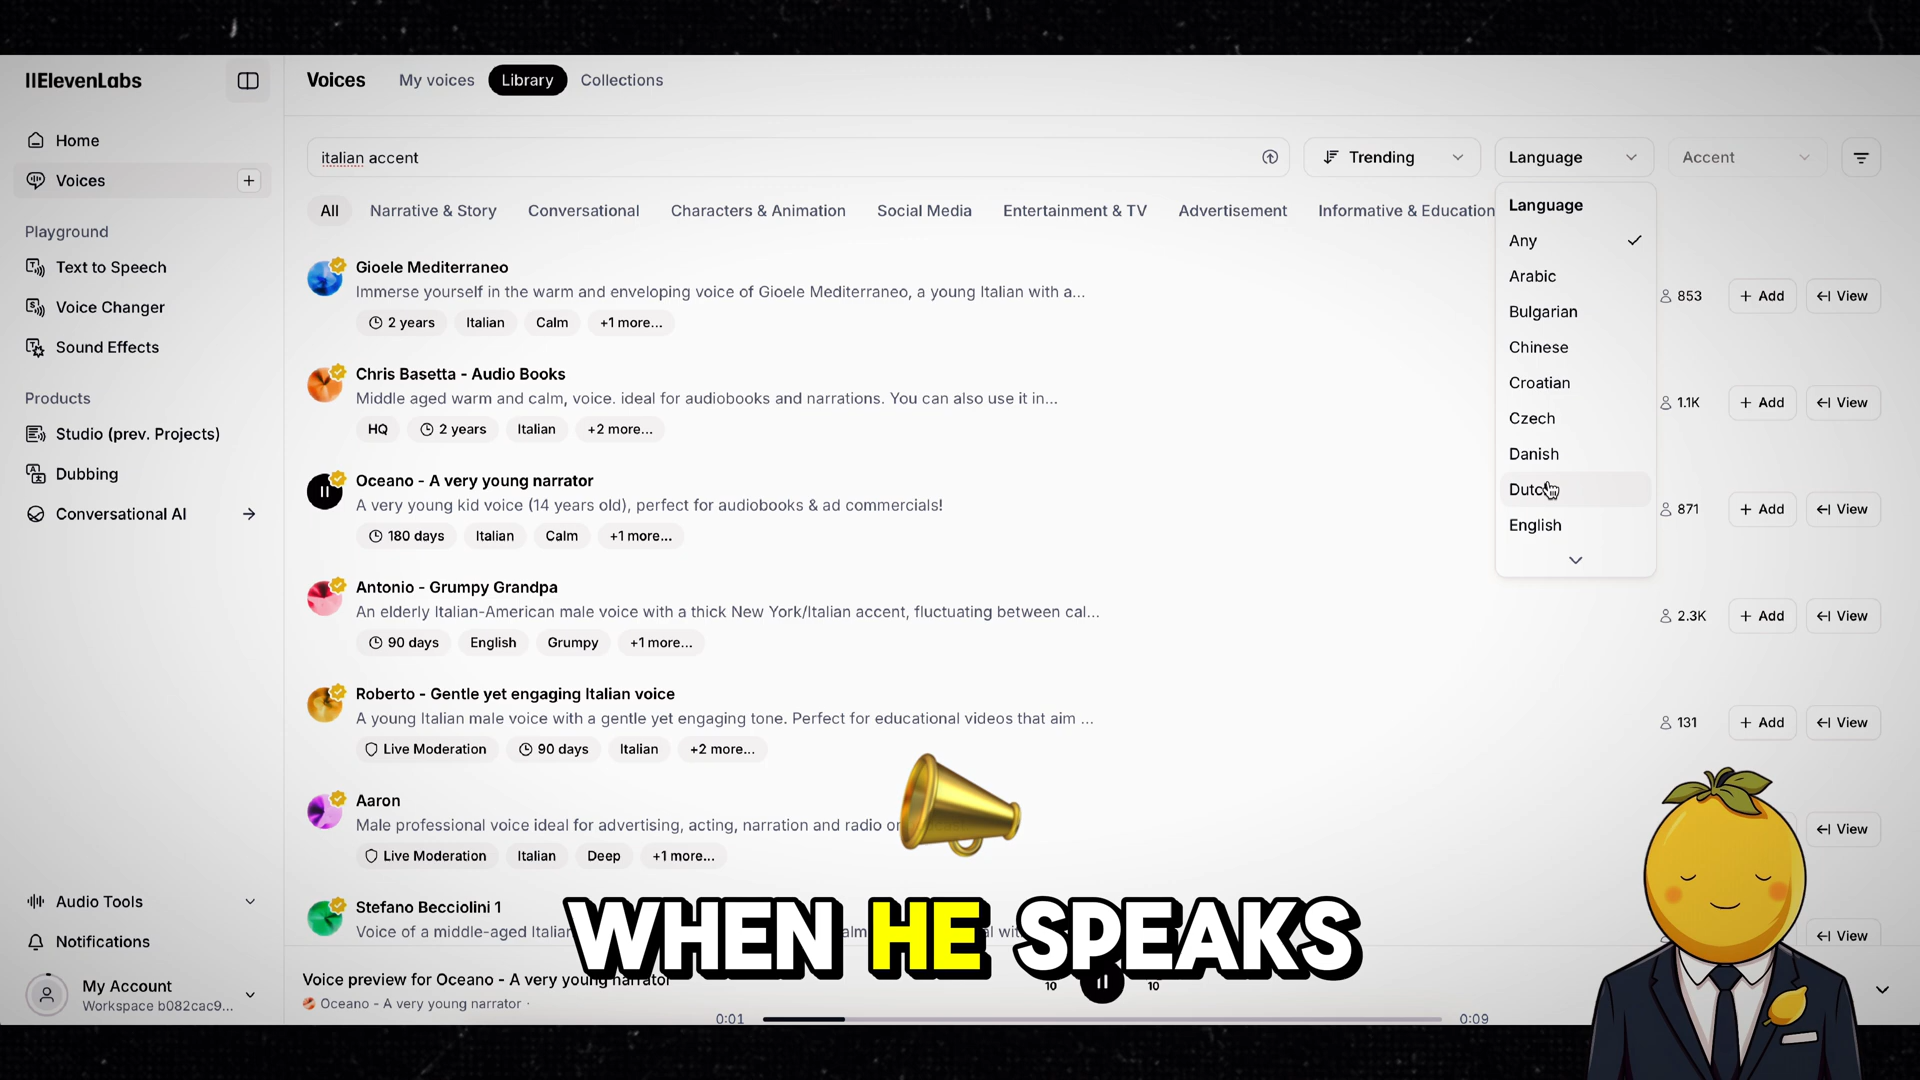 IIElevenLabs
Voices
My voices
Library
Collections
Home
Voices
Playground
Text to Speech
Voice Changer
Sound Effects
Products
Studio (prev. Projects)
Dubbing
Conversational AI
Audio Tools
Notifications
My Account
Workspace b082cac9...
italian accent
Trending
Language
Accent
All
Narrative & Story
Conversational
Characters & Animation
Social Media
Entertainment & TV
Advertisement
Informative & Education
Language
Any
Arabic
Bulgarian
Chinese
Croatian
Czech
Danish
English
Gioele Mediterraneo
Immerse yourself in the warm and enveloping voice of Gioele Mediterraneo, a young Italian with a...
2 years Italian Calm +1 more...
853 + Add View
Chris Basetta - Audio Books
Middle aged warm and calm, voice. ideal for audiobooks and narrations. You can also use it in...
HQ 2 years Italian +2 more...
1.1K + Add View
Oceano - A very young narrator
A very young kid voice (14 years old), perfect for audiobooks & ad commercials!
180 days Italian Calm +1 more...
871 + Add View
Antonio - Grumpy Grandpa
An elderly Italian-American male voice with a thick New York/Italian accent, fluctuating between cal...
90 days English Grumpy +1 more...
2.3K + Add View
Roberto - Gentle yet engaging Italian voice
A young Italian male voice with a gentle yet engaging tone. Perfect for educational videos that aim ...
Live Moderation 90 days Italian +2 more...
131 + Add View
Aaron
Male professional voice ideal for advertising, acting, narration and radio or
Live Moderation Italian Deep +1 more...
View
Stefano Becciolini 1
Voice of a middle-aged Italian
View
WHEN HE SPEAKS
Voice preview for Oceano - A very young narrator
Oceano - A very young narrator ·
10 10
0:01 0:09